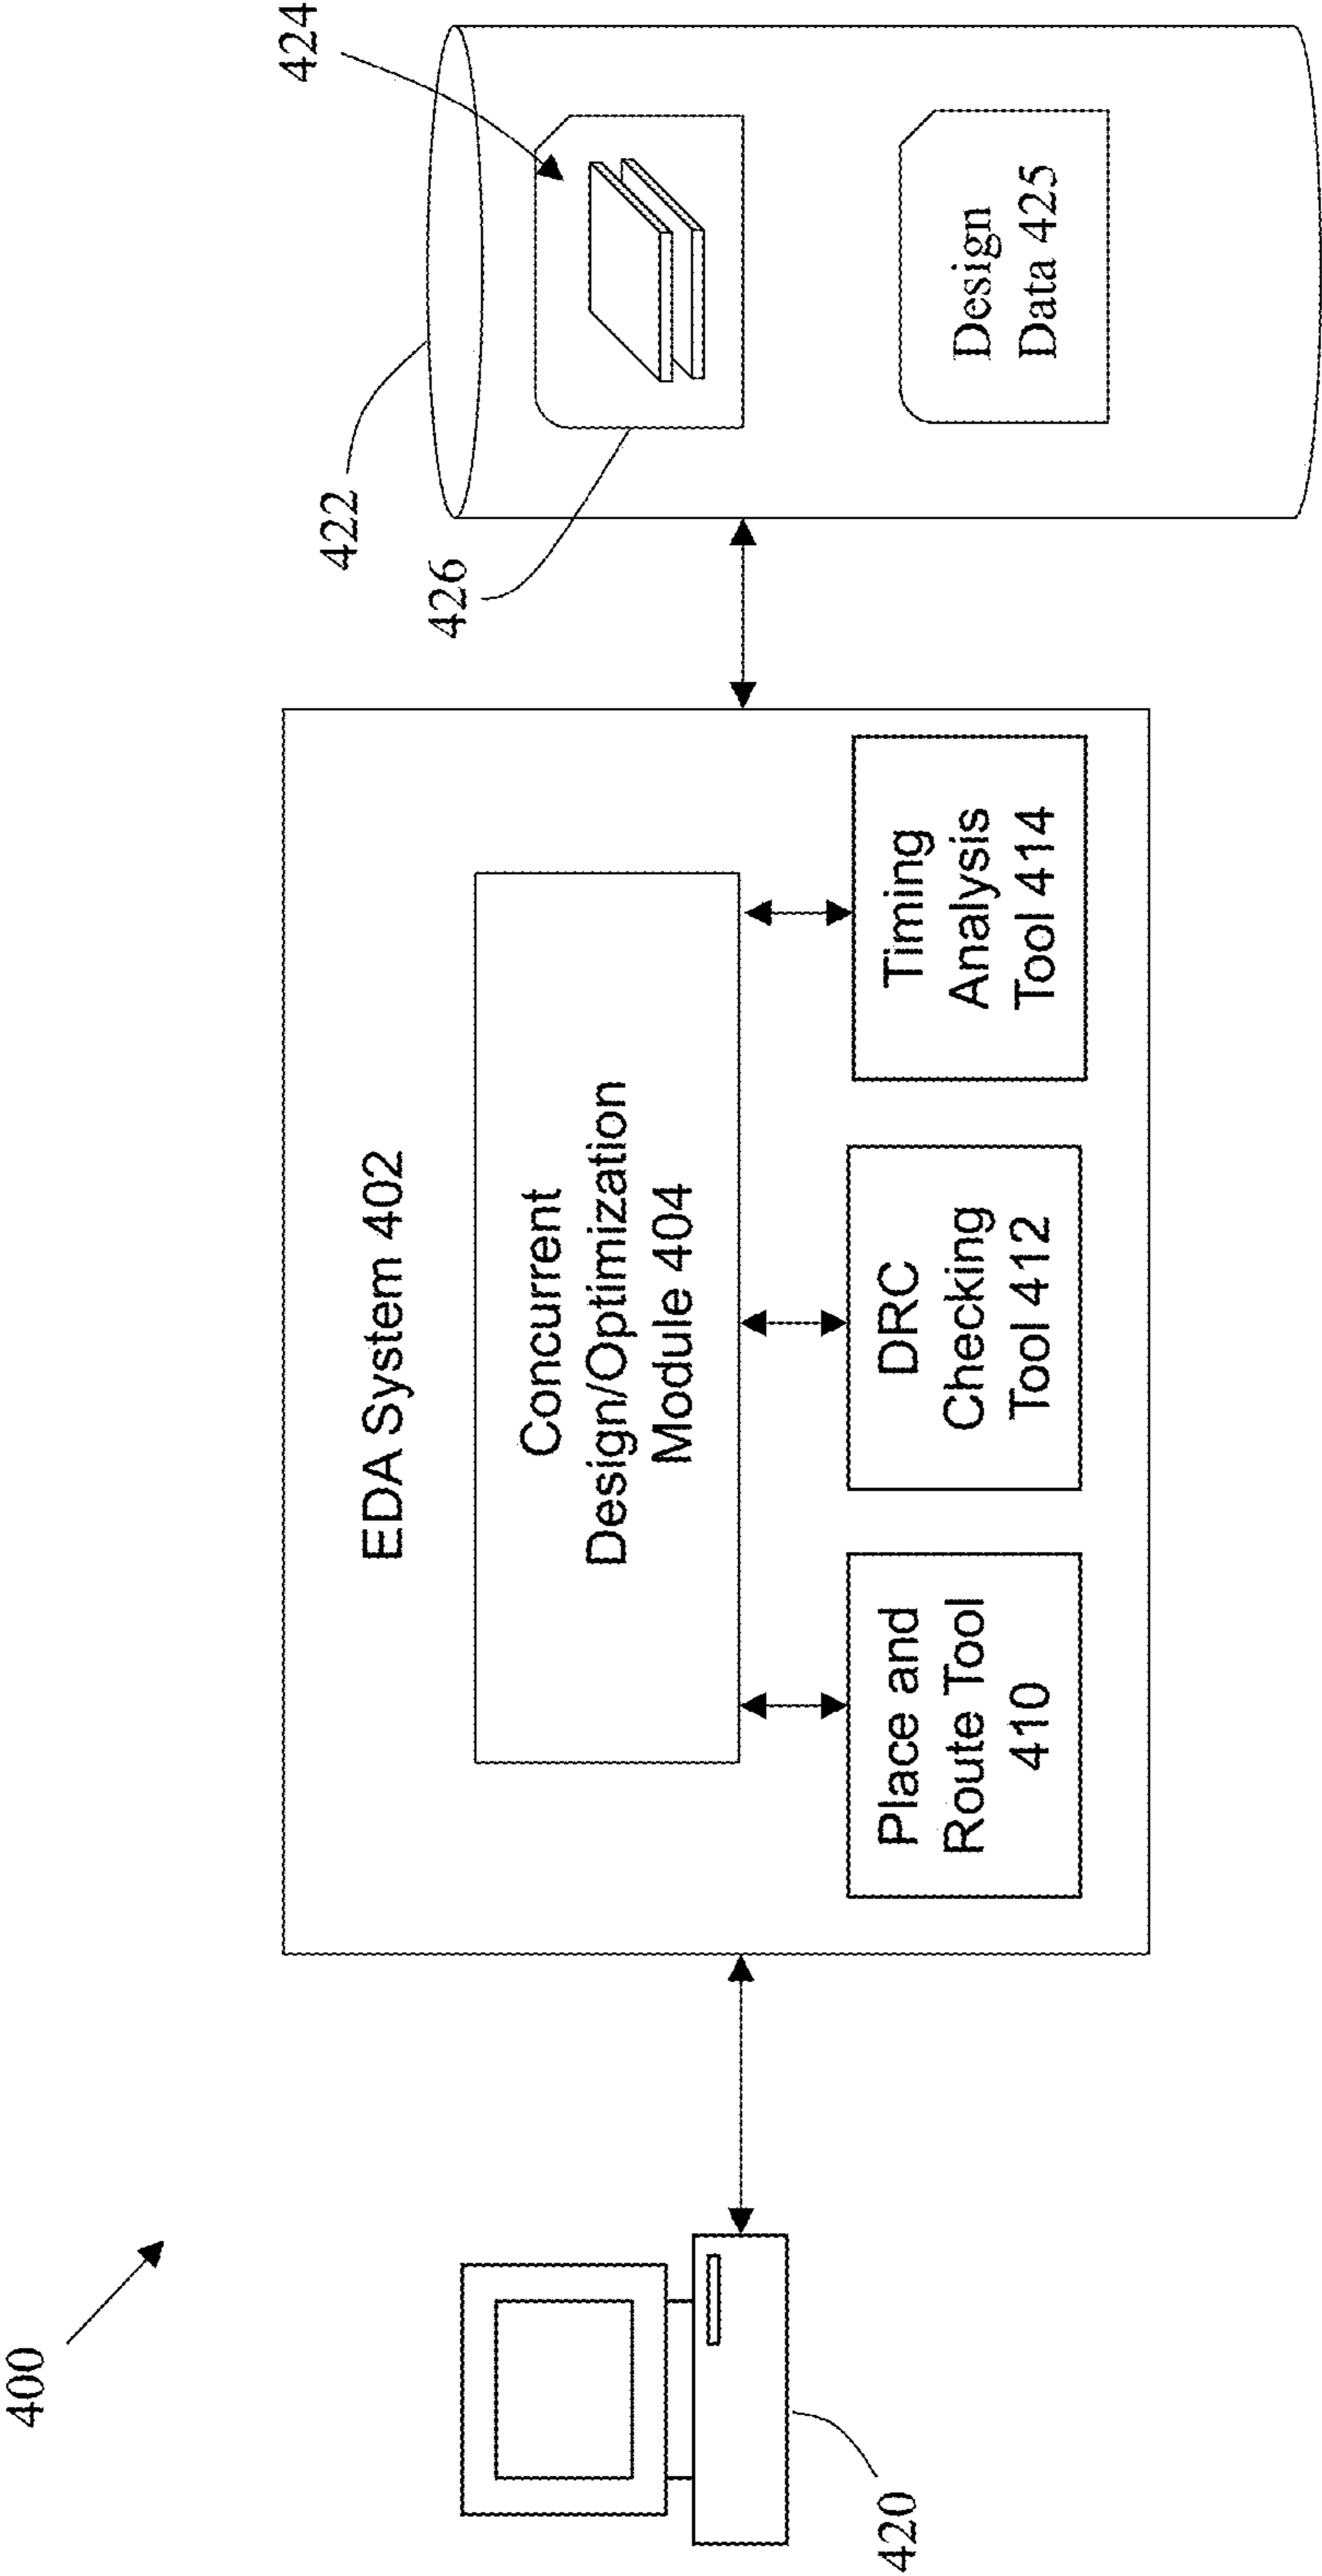 400
420
EDA System 402
Concurrent
Design/Optimization
Module 404
Place and
Route Tool
410
DRC
Checking
Tool 412
Timing
Analysis
Tool 414
422
424
426
Design
Data 425